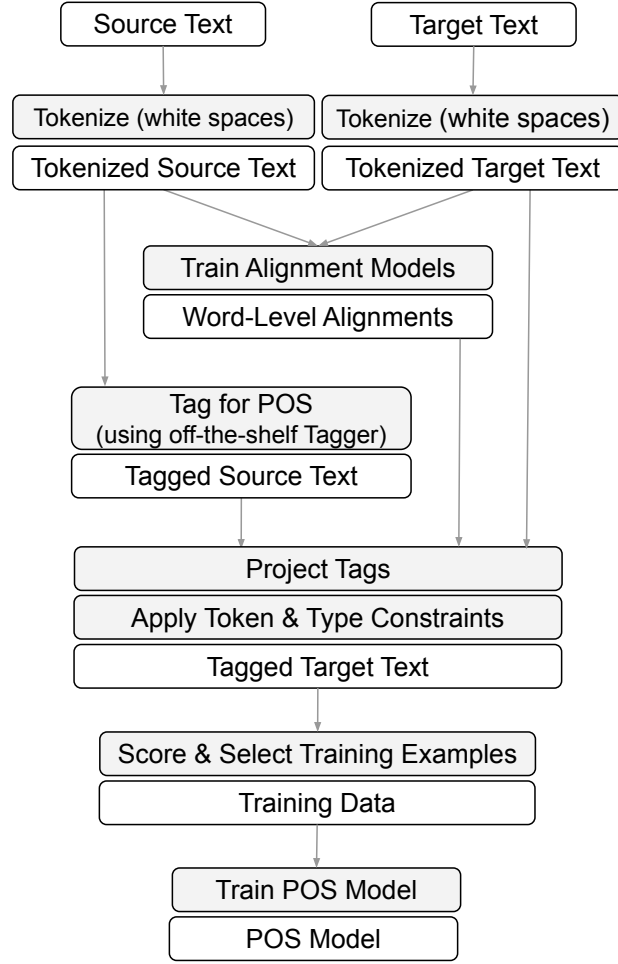 Source Text
Target Text
Tokenize (white spaces)
Tokenize (white spaces)
Tokenized Source Text
Tokenized Target Text
Train Alignment Models
Word-Level Alignments
Tag for POS
(using off-the-shelf Tagger)
Tagged Source Text
Project Tags
Apply Token & Type Constraints
Tagged Target Text
Score & Select Training Examples
Training Data
Train POS Model
POS Model